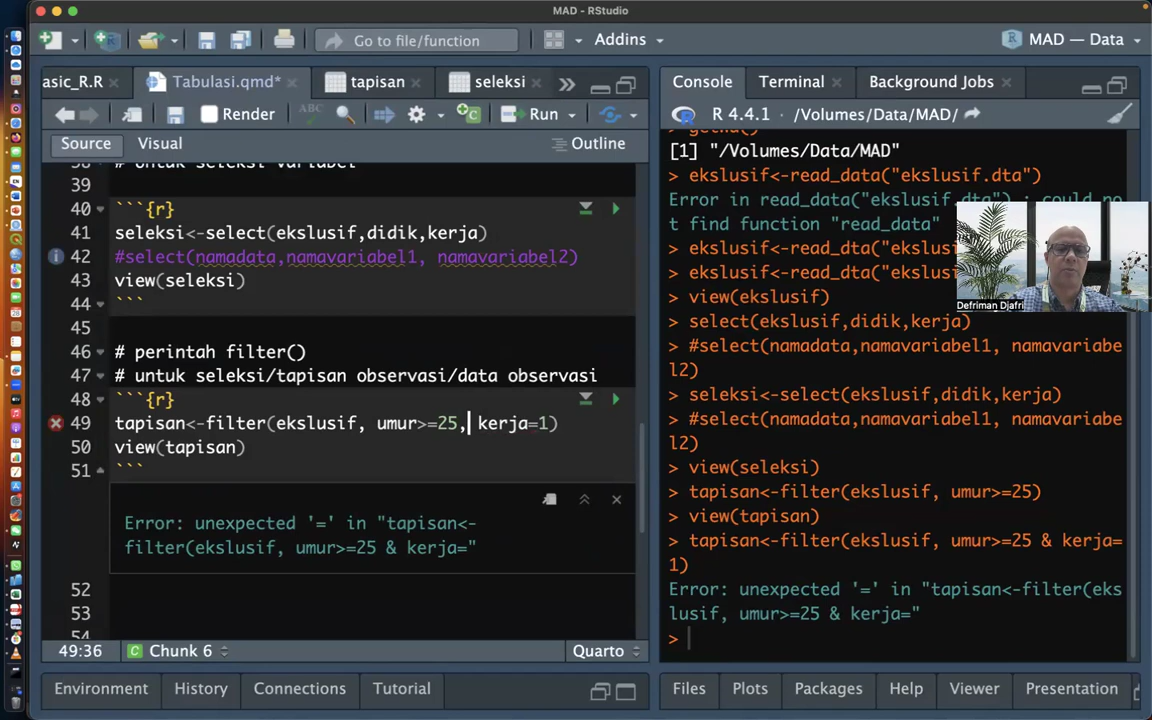 MAD - RStudio
Go to file/function
Addins
MAD — Data
asic_R.R
Tabulasi.qmd*
tapisan
seleksi
Render
ABC
Run
Source
Visual
Outline
# untuk seleksi variabel
39
40 ```{r}
41 seleksi<-select(ekslusif,didik,kerja)
42 #select(namadata,namavariabel1, namavariabel2)
43 view(seleksi)
44 ```
45
46 # perintah filter()
47 # untuk seleksi/tapisan observasi/data observasi
48 ```{r}
49 tapisan<-filter(ekslusif, umur>=25, kerja=1)
50 view(tapisan)
51 ```
Error: unexpected '=' in "tapisan<-
filter(ekslusif, umur>=25 & kerja="
52
53
49:36
Chunk 6
Quarto
Environment
History
Connections
Tutorial
Console
Terminal
Background Jobs
R 4.4.1 · /Volumes/Data/MAD/
[1] "/Volumes/Data/MAD"
> ekslusif<-read_data("ekslusif.dta")
Error in read_data("ekslusif.dta") : could no
t find function "read_data"
> ekslusif<-read_dta("ekslus
> ekslusif<-read_dta("ekslus
> view(ekslusif)
> select(ekslusif,didik,kerja)
> #select(namadata,namavariabel1, namavariabe
l2)
> seleksi<-select(ekslusif,didik,kerja)
> #select(namadata,namavariabel1, namavariabe
l2)
> view(seleksi)
> tapisan<-filter(ekslusif, umur>=25)
> view(tapisan)
> tapisan<-filter(ekslusif, umur>=25 & kerja=
1)
Error: unexpected '=' in "tapisan<-filter(eks
lusif, umur>=25 & kerja="
>
Defriman Djafri
Files
Plots
Packages
Help
Viewer
Presentation